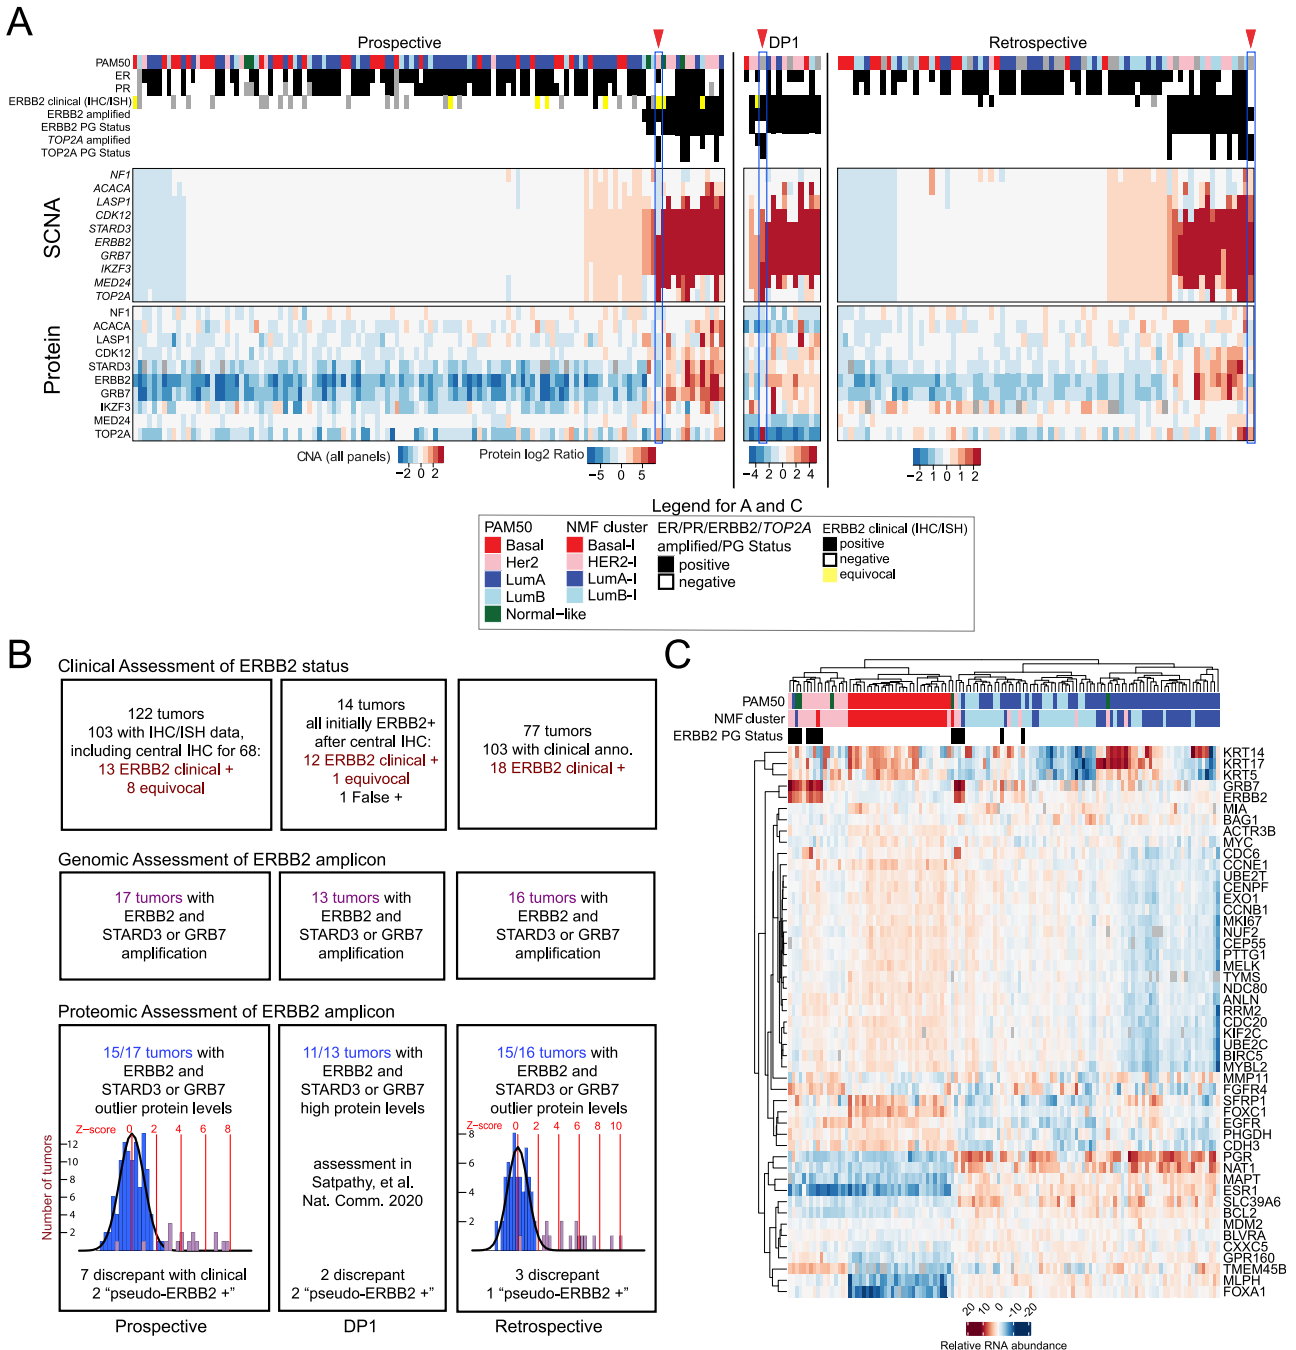 A
Prospective
DP1
Retrospective
PAM50
ER
PR
ERBB2 clinical (IHC/ISH)
ERBB2 amplified
ERBB2 PG Status
TOP2A amplified
TOP2A PG Status
SCNA
NF1
ACACA
LASP1
CDK12
STARD3
ERBB2
GRB7
IKZF3
MED24
TOP2A
Protein
NF1
ACACA
LASP1
CDK12
STARD3
ERBB2
GRB7
IKZF3
MED24
TOP2A
CNA (all panels)
−2 0 2
Protein log2 Ratio
−5 0 5
−4 0 4
−2 −1 0 1 2
Legend for A and C
PAM50
Basal
Her2
LumA
LumB
Normal−like
NMF cluster
Basal-I
HER2-I
LumA-I
LumB-I
ER/PR/ERBB2/TOP2A
amplified/PG Status
positive
negative
ERBB2 clinical (IHC/ISH)
positive
negative
equivocal
B
Clinical Assessment of ERBB2 status
122 tumors
103 with IHC/ISH data,
including central IHC for 68:
13 ERBB2 clinical +
8 equivocal
14 tumors
all initially ERBB2+
after central IHC:
12 ERBB2 clinical +
1 equivocal
1 False +
77 tumors
103 with clinical anno.
18 ERBB2 clinical +
Genomic Assessment of ERBB2 amplicon
17 tumors with
ERBB2 and
STARD3 or GRB7
amplification
13 tumors with
ERBB2 and
STARD3 or GRB7
amplification
16 tumors with
ERBB2 and
STARD3 or GRB7
amplification
Proteomic Assessment of ERBB2 amplicon
15/17 tumors with
ERBB2 and
STARD3 or GRB7
outlier protein levels
Z−score 0 2 4 6 8
Number of tumors
12
10
8
6
4
2
7 discrepant with clinical
2 “pseudo-ERBB2 +”
Prospective
11/13 tumors with
ERBB2 and
STARD3 or GRB7
high protein levels
assessment in
Satpathy, et al.
Nat. Comm. 2020
2 discrepant
2 “pseudo-ERBB2 +”
DP1
15/16 tumors with
ERBB2 and
STARD3 or GRB7
outlier protein levels
Z−score 0 2 4 6 8 10
8
6
4
2
3 discrepant
1 “pseudo-ERBB2 +”
Retrospective
C
PAM50
NMF cluster
ERBB2 PG Status
KRT14
KRT17
KRT5
GRB7
ERBB2
MIA
BAG1
ACTR3B
MYC
CDC6
CCNE1
UBE2T
CENPF
EXO1
CCNB1
MKI67
NUF2
CEP55
PTTG1
MELK
TYMS
NDC80
ANLN
RRM2
CDC20
KIF2C
UBE2C
BIRC5
MYBL2
MMP11
FGFR4
SFRP1
FOXC1
EGFR
PHGDH
CDH3
PGR
NAT1
MAPT
ESR1
SLC39A6
BCL2
MDM2
BLVRA
CXXC5
GPR160
TMEM45B
MLPH
FOXA1
20 10 0 -10 -20
Relative RNA abundance